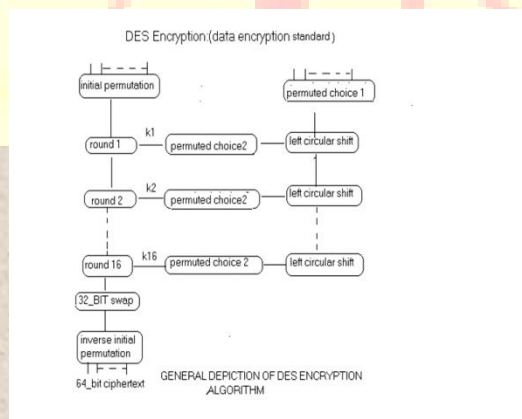 DES Encryption:(data encryption standard)
initial permutation
permuted choice 1
round 1
k1
permuted choice2
left circular shift
round 2
k2
permuted choice2
left circular shift
round 16
k16
permuted choice 2
left circular shift
32_BIT swap
inverse initial
permutation
64_bit ciphertext
GENERAL DEPICTION OF DES ENCRYPTION
ALGORITHM